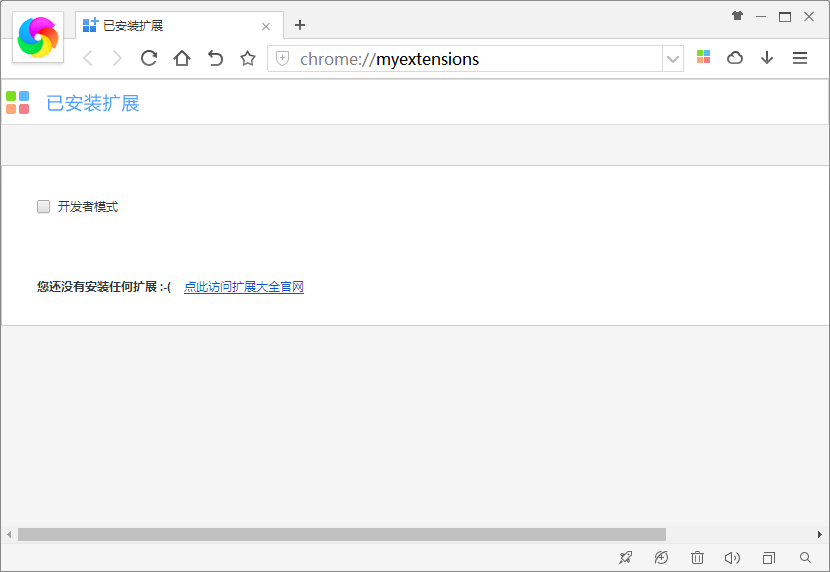 已安装扩展
chrome://myextensions
已安装扩展
开发者模式
您还没有安装任何扩展 :-( 点此访问扩展大全官网